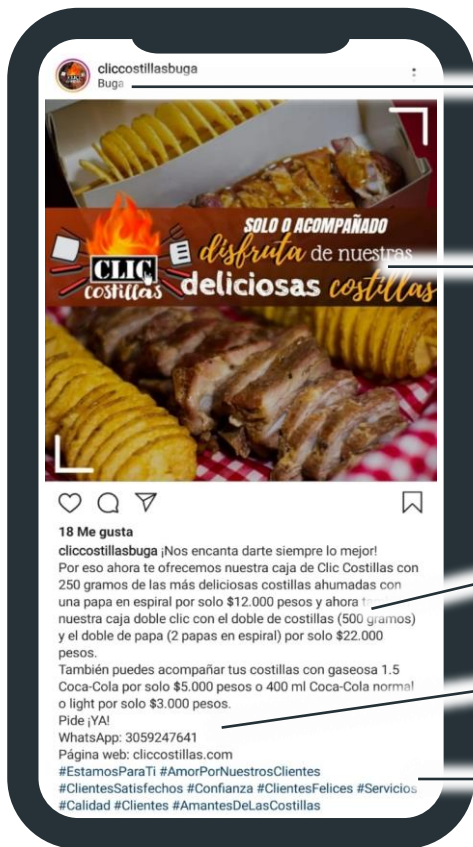 cliccostillasbuga
Buga
SOLO O ACOMPAÑADO
disfruta de nuestras
CLIC
costillas
deliciosas costillas
18 Me gusta
cliccostillasbuga ¡Nos encanta darte siempre lo mejor!
Por eso ahora te ofrecemos nuestra caja de Clic Costillas con
250 gramos de las más deliciosas costillas ahumadas con
una papa en espiral por solo $12.000 pesos y ahora
nuestra caja doble clic con el doble de costillas (500 gramos)
y el doble de papa (2 papas en espiral) por solo $22.000
pesos.
También puedes acompañar tus costillas con gaseosa 1.5
Coca-Cola por solo $5.000 pesos o 400 ml Coca-Cola normal
o light por solo $3.000 pesos.
Pide ¡YA!
WhatsApp: 3059247641
Página web: cliccostillas.com
#EstamosParaTi #AmorPorNuestrosClientes
#ClientesSatisfechos #Confianza #ClientesFelices #Servicios
#Calidad #Clientes #AmantesDeLasCostillas